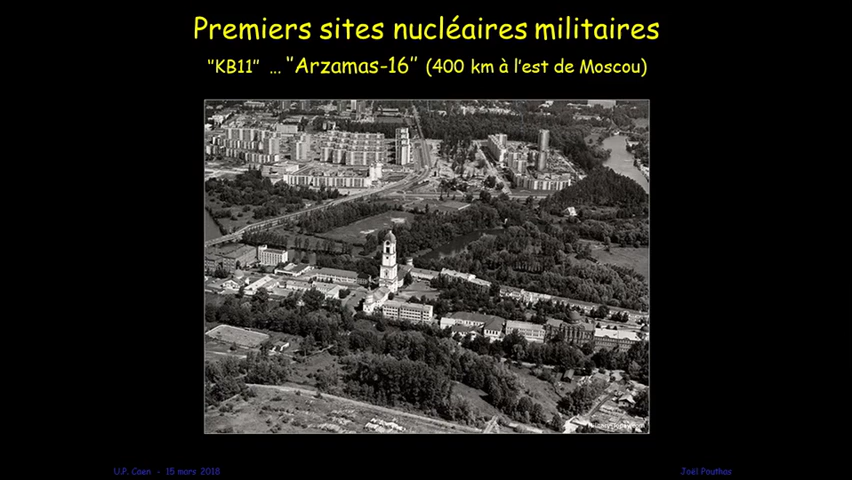 Premiers sites nucléaires militaires
"KB11" ... "Arzamas-16" (400 km à l'est de Moscou)
U.P. Caen - 15 mars 2018
Joël Pouthas